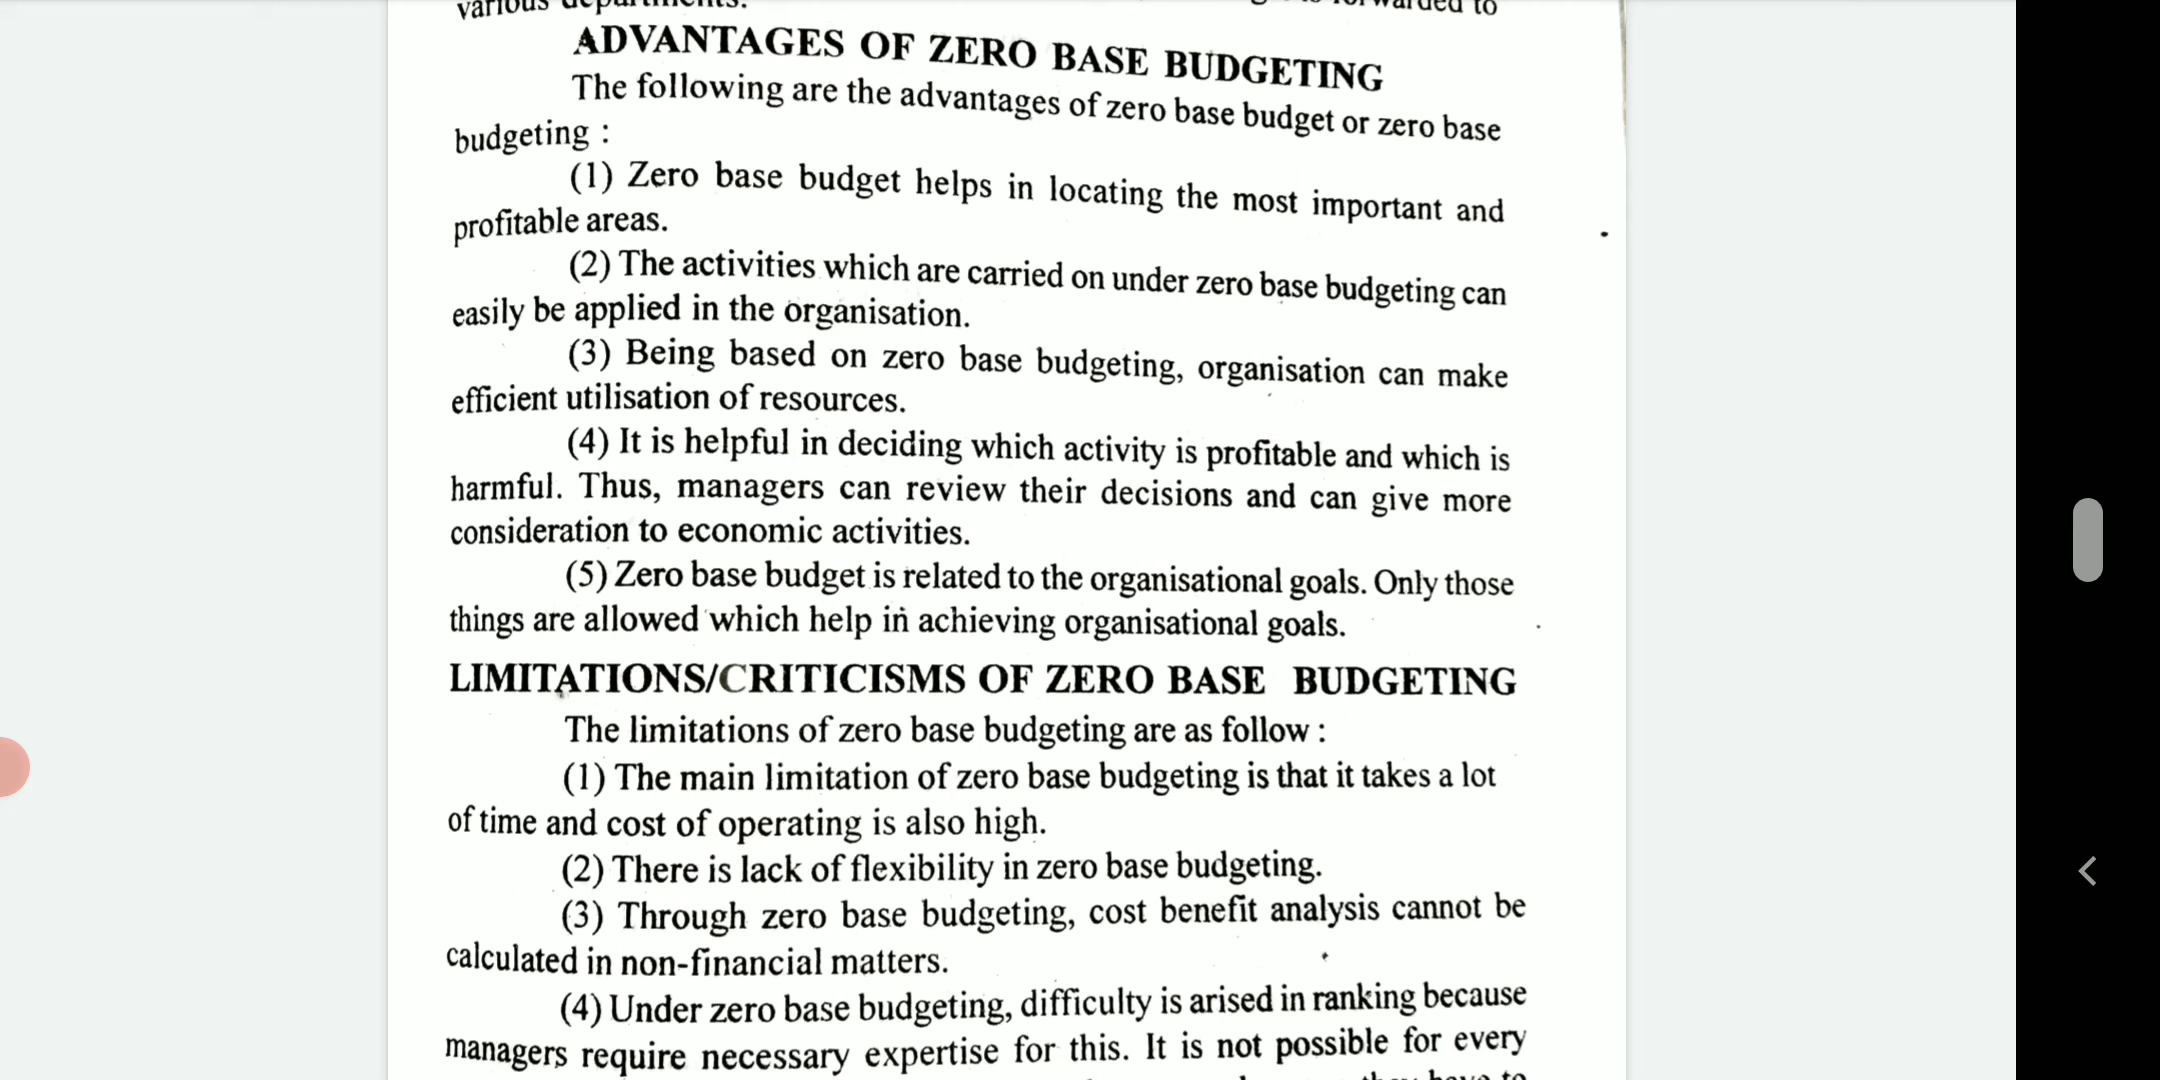 various departments.
to
ADVANTAGES OF ZERO BASE BUDGETING
The following are the advantages of zero base budget or zero base
budgeting :
(1) Zero base budget helps in locating the most important and
profitable areas.
(2) The activities which are carried on under zero base budgeting can
easily be applied in the organisation.
(3) Being based on zero base budgeting, organisation can make
efficient utilisation of resources.
(4) It is helpful in deciding which activity is profitable and which is
harmful. Thus, managers can review their decisions and can give more
consideration to economic activities.
(5) Zero base budget is related to the organisational goals. Only those
things are allowed which help in achieving organisational goals.
LIMITATIONS/CRITICISMS OF ZERO BASE BUDGETING
The limitations of zero base budgeting are as follow :
(1) The main limitation of zero base budgeting is that it takes a lot
of time and cost of operating is also high.
(2) There is lack of flexibility in zero base budgeting.
(3) Through zero base budgeting, cost benefit analysis cannot be
calculated in non-financial matters.
(4) Under zero base budgeting, difficulty is arised in ranking because
managers require necessary expertise for this. It is not possible for every
they have to